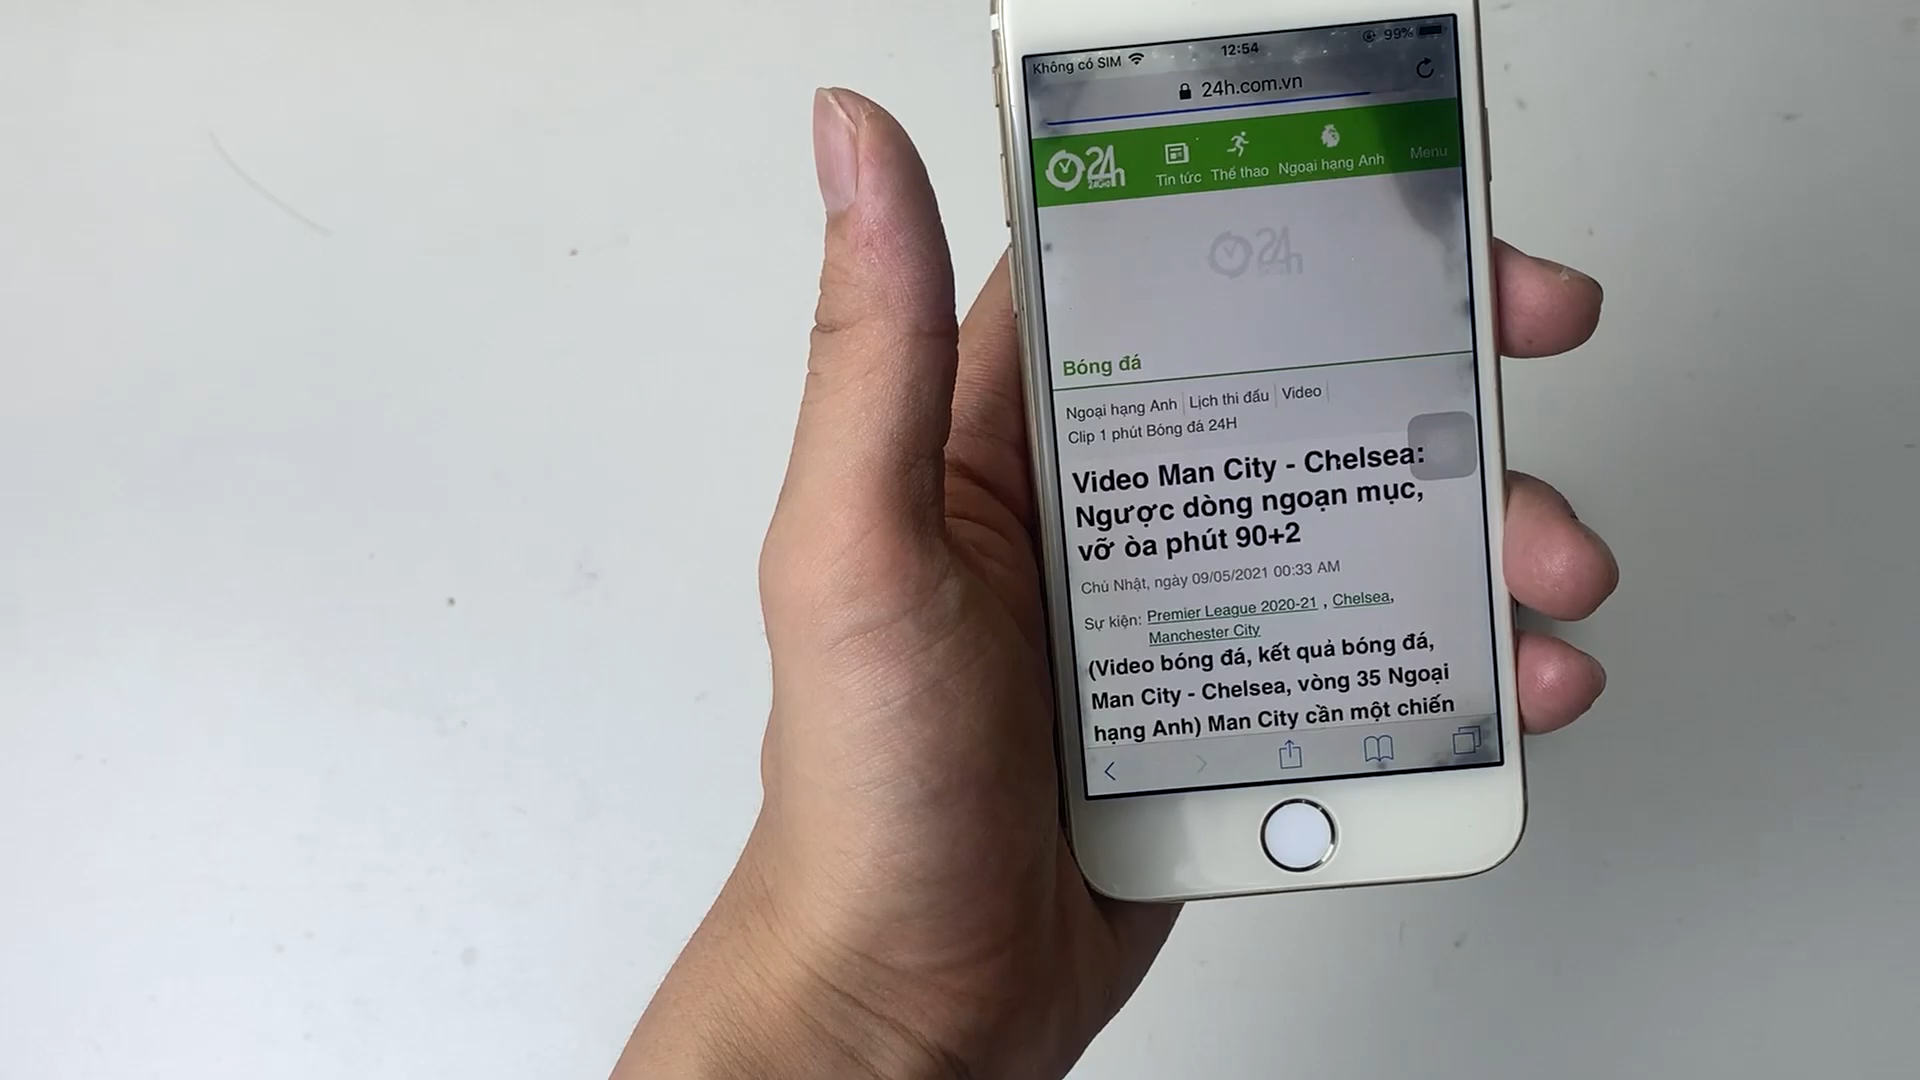 Không có SIM 12:54 99%
24h.com.vn
24h Tin tức Thể thao Ngoại hạng Anh Menu
24h
Bóng đá
Ngoại hạng Anh Lịch thi đấu Video
Clip 1 phút Bóng đá 24H
Video Man City - Chelsea:
Ngược dòng ngoạn mục,
vỡ òa phút 90+2
Chủ Nhật, ngày 09/05/2021 00:33 AM
Sự kiện: Premier League 2020-21 , Chelsea,
Manchester City
(Video bóng đá, kết quả bóng đá,
Man City - Chelsea, vòng 35 Ngoại
hạng Anh) Man City cần một chiến